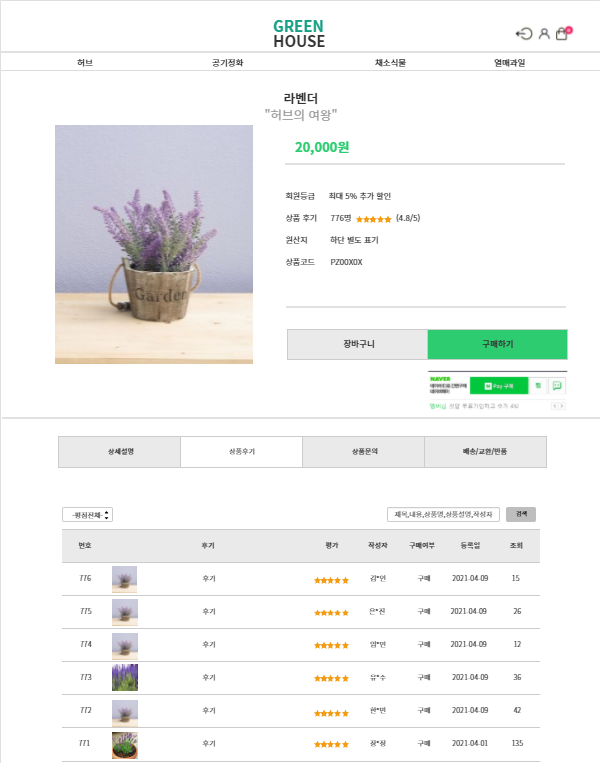 GREEN
HOUSE
허브 공기정화 채소식물 열매과일
라벤더
"허브의 여왕"
20,000원
회원등급 최대 5% 추가 할인
상품 후기 776명 ★★★★★ (4.8/5)
원산지 하단 별도 표기
상품코드 PZ00X0X
Garden
장바구니 구매하기
NAVER
N Pay 구매 찜
상세설명 상품후기 상품문의 배송/교환/반품
-평점전체- 제목,내용,상품명,상품설명,작성자 검색
번호 후기 평가 작성자 구매여부 등록일 조회
776 후기 ★★★★★ 김*연 구매 2021-04-09 15
775 후기 ★★★★★ 은*진 구매 2021-04-09 26
774 후기 ★★★★★ 임*연 구매 2021-04-09 12
773 후기 ★★★★★ 유*수 구매 2021-04-09 36
772 후기 ★★★★★ 한*민 구매 2021-04-09 42
771 후기 ★★★★★ 장*정 구매 2021-04-01 135